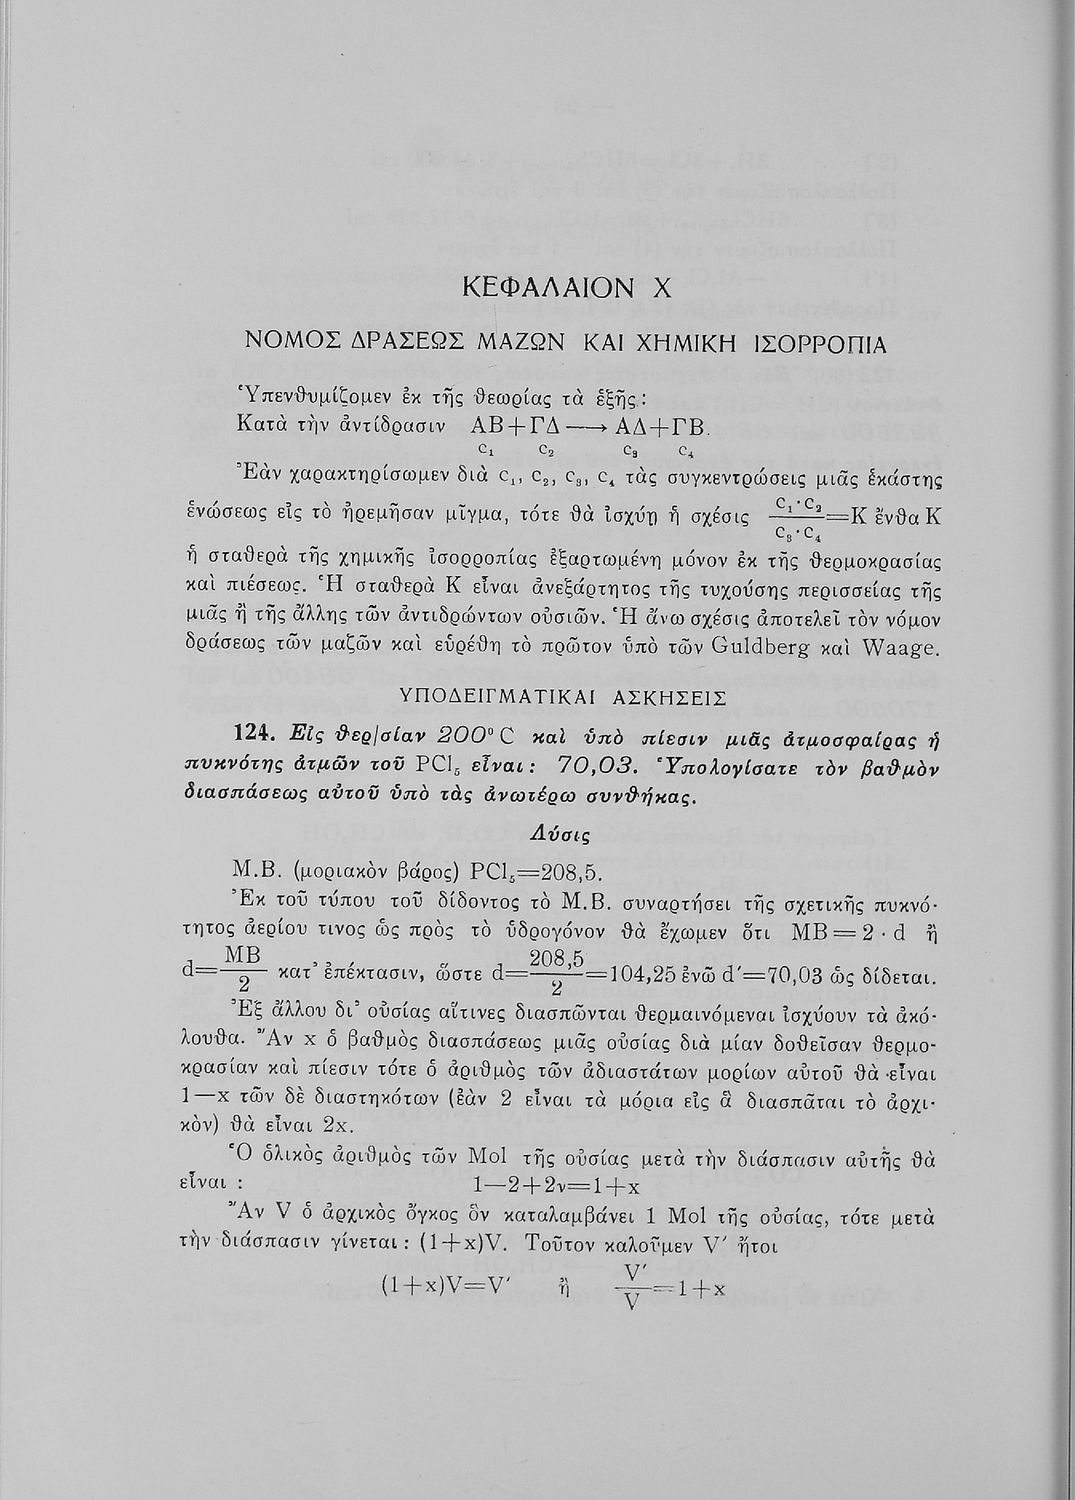 ΚΕΦΑΛΑΙΟΝ Χ
ΝΟΜΟΣ ΔΡΑΣΕΩΣ ΜΑΖΩΝ ΚΑΙ ΧΗΜΙΚΗ ΙΣΟΡΡΟΠΙΑ
Ὑπενθυμίζομεν ἐκ τῆς θεωρίας τὰ ἑξῆς:
Κατὰ τὴν ἀντίδρασιν ΑΒ+ΓΔ ⟶ ΑΔ+ΓΒ.
c₁ c₂ c₃ c₄
Ἐὰν χαρακτηρίσωμεν διὰ c₁, c₂, c₃, c₄ τὰς συγκεντρώσεις μιᾶς ἑκάστης
ἑνώσεως εἰς τὸ ἠρεμῆσαν μῖγμα, τότε θὰ ἰσχύῃ ἡ σχέσις c₁·c₂/c₃·c₄=Κ ἔνθα Κ
ἡ σταθερὰ τῆς χημικῆς ἰσορροπίας ἐξαρτωμένη μόνον ἐκ τῆς θερμοκρασίας
καὶ πιέσεως. Ἡ σταθερὰ Κ εἶναι ἀνεξάρτητος τῆς τυχούσης περισσείας τῆς
μιᾶς ἢ τῆς ἄλλης τῶν ἀντιδρώντων οὐσιῶν. Ἡ ἄνω σχέσις ἀποτελεῖ τὸν νόμον
δράσεως τῶν μαζῶν καὶ εὑρέθη τὸ πρῶτον ὑπὸ τῶν Guldberg καὶ Waage.
ΥΠΟΔΕΙΓΜΑΤΙΚΑΙ ΑΣΚΗΣΕΙΣ
124. Εἰς θερ/σίαν 200° C καὶ ὑπὸ πίεσιν μιᾶς ἀτμοσφαίρας ἡ
πυκνότης ἀτμῶν τοῦ PCl₅ εἶναι: 70,03. Ὑπολογίσατε τὸν βαθμὸν
διασπάσεως αὐτοῦ ὑπὸ τὰς ἀνωτέρω συνθήκας.
Λύσις
Μ.Β. (μοριακὸν βάρος) PCl₅=208,5.
Ἐκ τοῦ τύπου τοῦ δίδοντος τὸ Μ.Β. συναρτήσει τῆς σχετικῆς πυκνό-
τητος ἀερίου τινος ὡς πρὸς τὸ ὑδρογόνον θὰ ἔχωμεν ὅτι ΜΒ = 2 · d ἢ
d=ΜΒ/2 κατ' ἐπέκτασιν, ὥστε d=208,5/2=104,25 ἐνῶ d'=70,03 ὡς δίδεται.
Ἐξ ἄλλου δι' οὐσίας αἵτινες διασπῶνται θερμαινόμεναι ἰσχύουν τὰ ἀκό-
λουθα. Ἂν x ὁ βαθμὸς διασπάσεως μιᾶς οὐσίας διὰ μίαν δοθεῖσαν θερμο-
κρασίαν καὶ πίεσιν τότε ὁ ἀριθμὸς τῶν ἀδιαστάτων μορίων αὐτοῦ θὰ εἶναι
1—x τῶν δὲ διαστηκότων (ἐὰν 2 εἶναι τὰ μόρια εἰς ἃ διασπᾶται τὸ ἀρχι-
κὸν) θὰ εἶναι 2x.
Ὁ ὁλικὸς ἀριθμὸς τῶν Mol τῆς οὐσίας μετὰ τὴν διάσπασιν αὐτῆς θὰ
εἶναι : 1—2+2ν=1+x
Ἂν V ὁ ἀρχικὸς ὄγκος ὃν καταλαμβάνει 1 Mol τῆς οὐσίας, τότε μετὰ
τὴν διάσπασιν γίνεται : (1+x)V. Τοῦτον καλοῦμεν V' ἤτοι
(1+x)V=V' ἢ V'/V=1+x